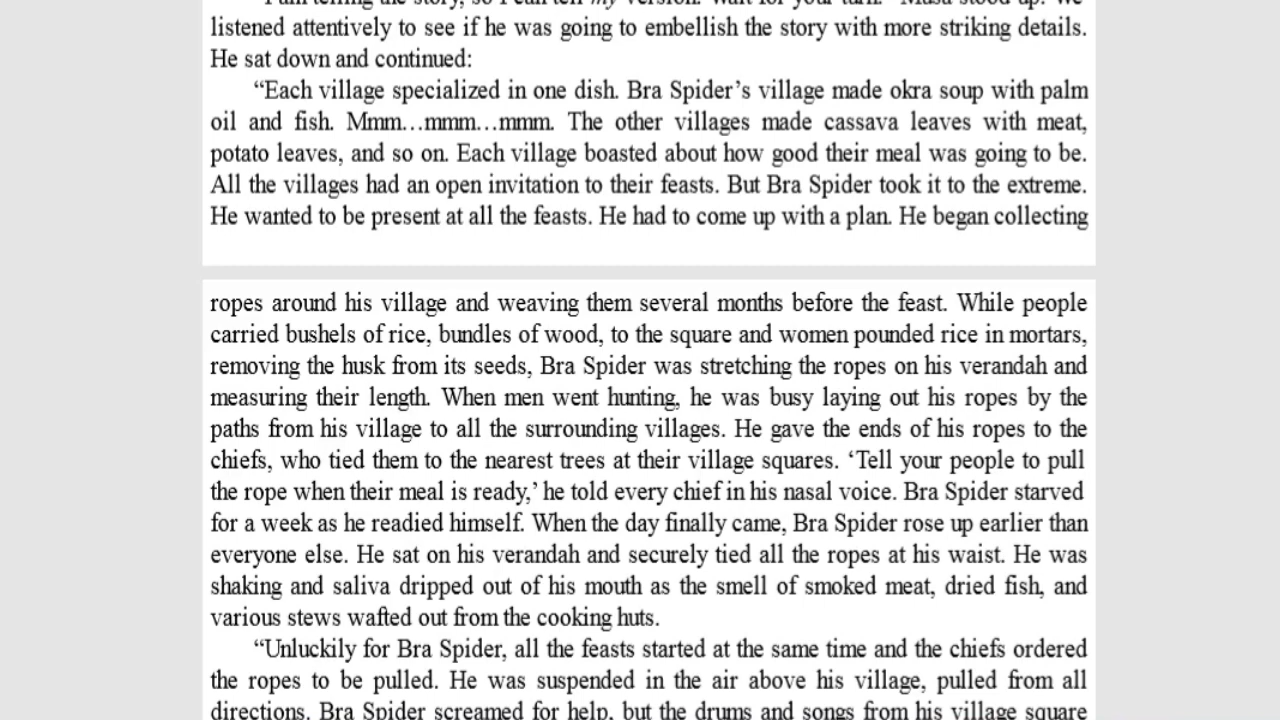 listened attentively to see if he was going to embellish the story with more striking details.
He sat down and continued:
“Each village specialized in one dish. Bra Spider’s village made okra soup with palm
oil and fish. Mmm…mmm…mmm. The other villages made cassava leaves with meat,
potato leaves, and so on. Each village boasted about how good their meal was going to be.
All the villages had an open invitation to their feasts. But Bra Spider took it to the extreme.
He wanted to be present at all the feasts. He had to come up with a plan. He began collecting
ropes around his village and weaving them several months before the feast. While people
carried bushels of rice, bundles of wood, to the square and women pounded rice in mortars,
removing the husk from its seeds, Bra Spider was stretching the ropes on his verandah and
measuring their length. When men went hunting, he was busy laying out his ropes by the
paths from his village to all the surrounding villages. He gave the ends of his ropes to the
chiefs, who tied them to the nearest trees at their village squares. ‘Tell your people to pull
the rope when their meal is ready,’ he told every chief in his nasal voice. Bra Spider starved
for a week as he readied himself. When the day finally came, Bra Spider rose up earlier than
everyone else. He sat on his verandah and securely tied all the ropes at his waist. He was
shaking and saliva dripped out of his mouth as the smell of smoked meat, dried fish, and
various stews wafted out from the cooking huts.
“Unluckily for Bra Spider, all the feasts started at the same time and the chiefs ordered
the ropes to be pulled. He was suspended in the air above his village, pulled from all
directions. Bra Spider screamed for help, but the drums and songs from his village square